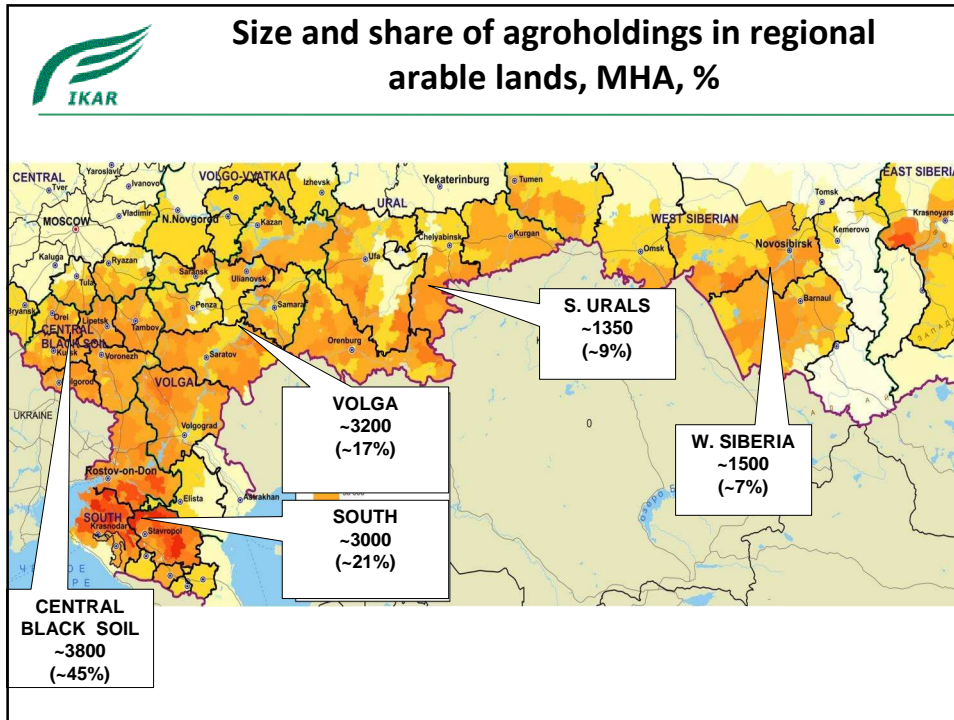 IKAR
Size and share of agroholdings in regional
arable lands, MHA, %
CENTRAL
Yaroslavl
Tver
Ivanovo
VOLGO-VYATKA
Izhevsk
Yekaterinburg
Tumen
Tomsk
EAST SIBERIA
MOSCOW
Vladimir
N.Novgorod
Kazan
URAL
Chelyabinsk
Kurgan
WEST SIBERIAN
Omsk
Novosibirsk
Kemerovo
Krasnoyars
Kaluga
Ryazan
Tula
Saransk
Ulianovsk
Ufa
Bryansk
Orel
Lipetsk
Tambov
Penza
Samara
Barnaul
CENTRAL
BLACK SOIL
Kursk
Voronezh
Saratov
Orenburg
VOLGA
UKRAINE
Volgograd
Rostov-on-Don
Elista
Astrakhan
SOUTH
Krasnodar
Stavropol
S. URALS
~1350
(~9%)
VOLGA
~3200
(~17%)
W. SIBERIA
~1500
(~7%)
SOUTH
~3000
(~21%)
CENTRAL
BLACK SOIL
~3800
(~45%)